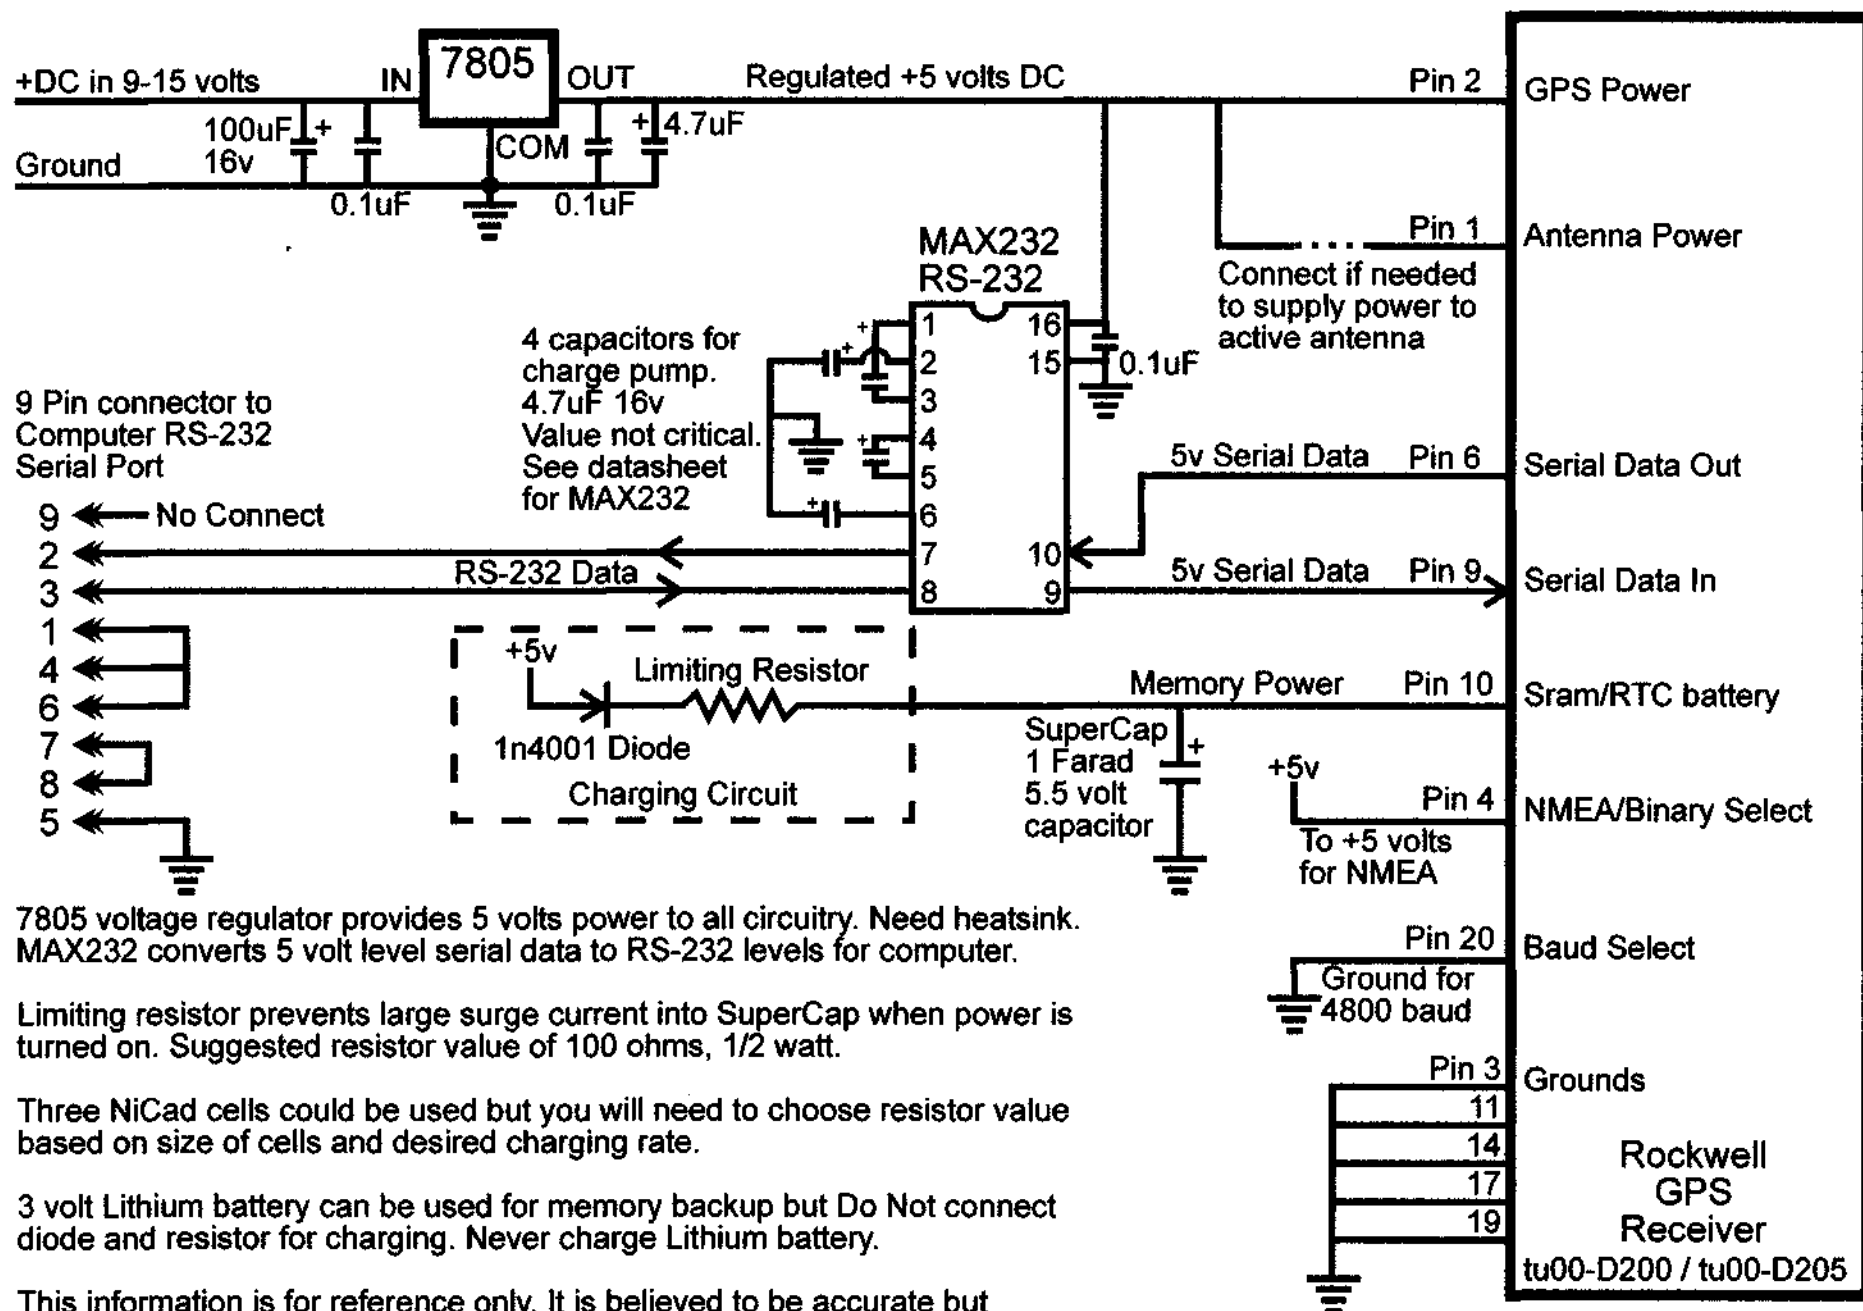 +DC in 9-15 volts
IN
7805
OUT
Regulated +5 volts DC
Pin 2
GPS Power
100uF
+
16v
COM
+
4.7uF
Ground
0.1uF
0.1uF
Pin 1
Antenna Power
Connect if needed
to supply power to
active antenna
MAX232
RS-232
4 capacitors for
charge pump.
4.7uF 16v
Value not critical.
See datasheet
for MAX232
+
+
+
+
1
2
3
4
5
6
7
8
16
15
10
9
0.1uF
9 Pin connector to
Computer RS-232
Serial Port
9
No Connect
2
3
1
4
6
7
8
5
RS-232 Data
5v Serial Data
Pin 6
Serial Data Out
5v Serial Data
Pin 9
Serial Data In
+5v
Limiting Resistor
1n4001 Diode
Charging Circuit
Memory Power
Pin 10
Sram/RTC battery
SuperCap
1 Farad
5.5 volt
capacitor
+
+5v
Pin 4
NMEA/Binary Select
To +5 volts
for NMEA
Pin 20
Baud Select
Ground for
4800 baud
Pin 3
Grounds
11
14
17
19
Rockwell
GPS
Receiver
tu00-D200 / tu00-D205
7805 voltage regulator provides 5 volts power to all circuitry. Need heatsink.
MAX232 converts 5 volt level serial data to RS-232 levels for computer.
Limiting resistor prevents large surge current into SuperCap when power is
turned on. Suggested resistor value of 100 ohms, 1/2 watt.
Three NiCad cells could be used but you will need to choose resistor value
based on size of cells and desired charging rate.
3 volt Lithium battery can be used for memory backup but Do Not connect
diode and resistor for charging. Never charge Lithium battery.
This information is for reference only. It is believed to be accurate but